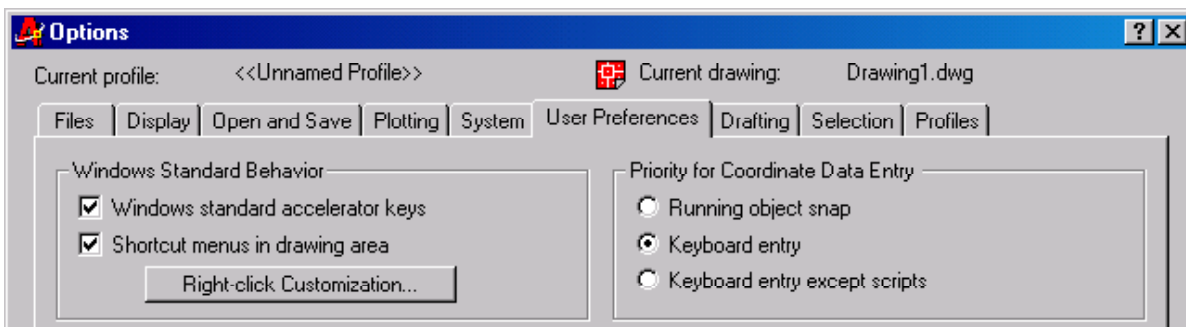 Options
Current profile: <<Unnamed Profile>> Current drawing: Drawing1.dwg
Files Display Open and Save Plotting System User Preferences Drafting Selection Profiles
Windows Standard Behavior
Windows standard accelerator keys
Shortcut menus in drawing area
Right-click Customization...
Priority for Coordinate Data Entry
Running object snap
Keyboard entry
Keyboard entry except scripts